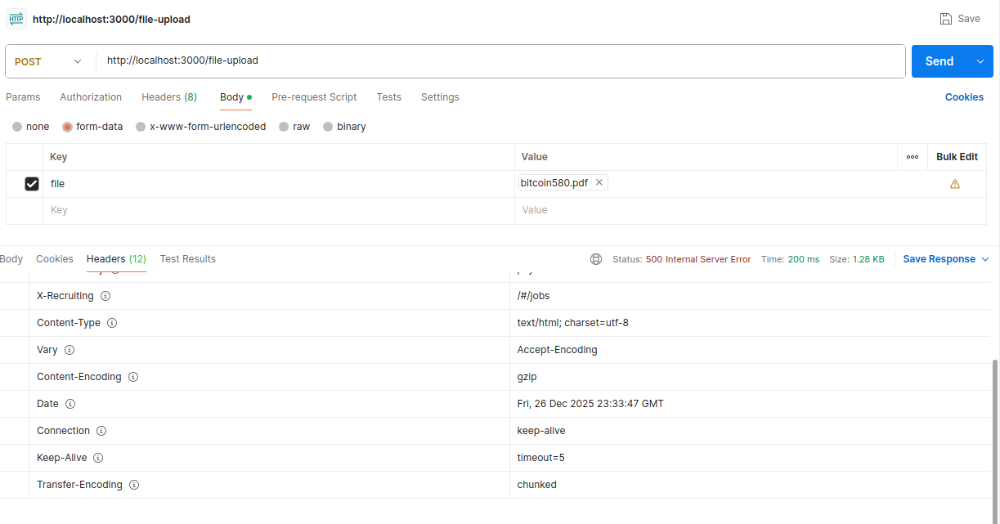 HTTP http://localhost:3000/file-upload Save
POST http://localhost:3000/file-upload Send
Params Authorization Headers (8) Body Pre-request Script Tests Settings Cookies
none form-data x-www-form-urlencoded raw binary
Key Value Bulk Edit
file bitcoin580.pdf
Key Value
Body Cookies Headers (12) Test Results Status: 500 Internal Server Error Time: 200 ms Size: 1.28 KB Save Response
X-Recruiting /#/jobs
Content-Type text/html; charset=utf-8
Vary Accept-Encoding
Content-Encoding gzip
Date Fri, 26 Dec 2025 23:33:47 GMT
Connection keep-alive
Keep-Alive timeout=5
Transfer-Encoding chunked